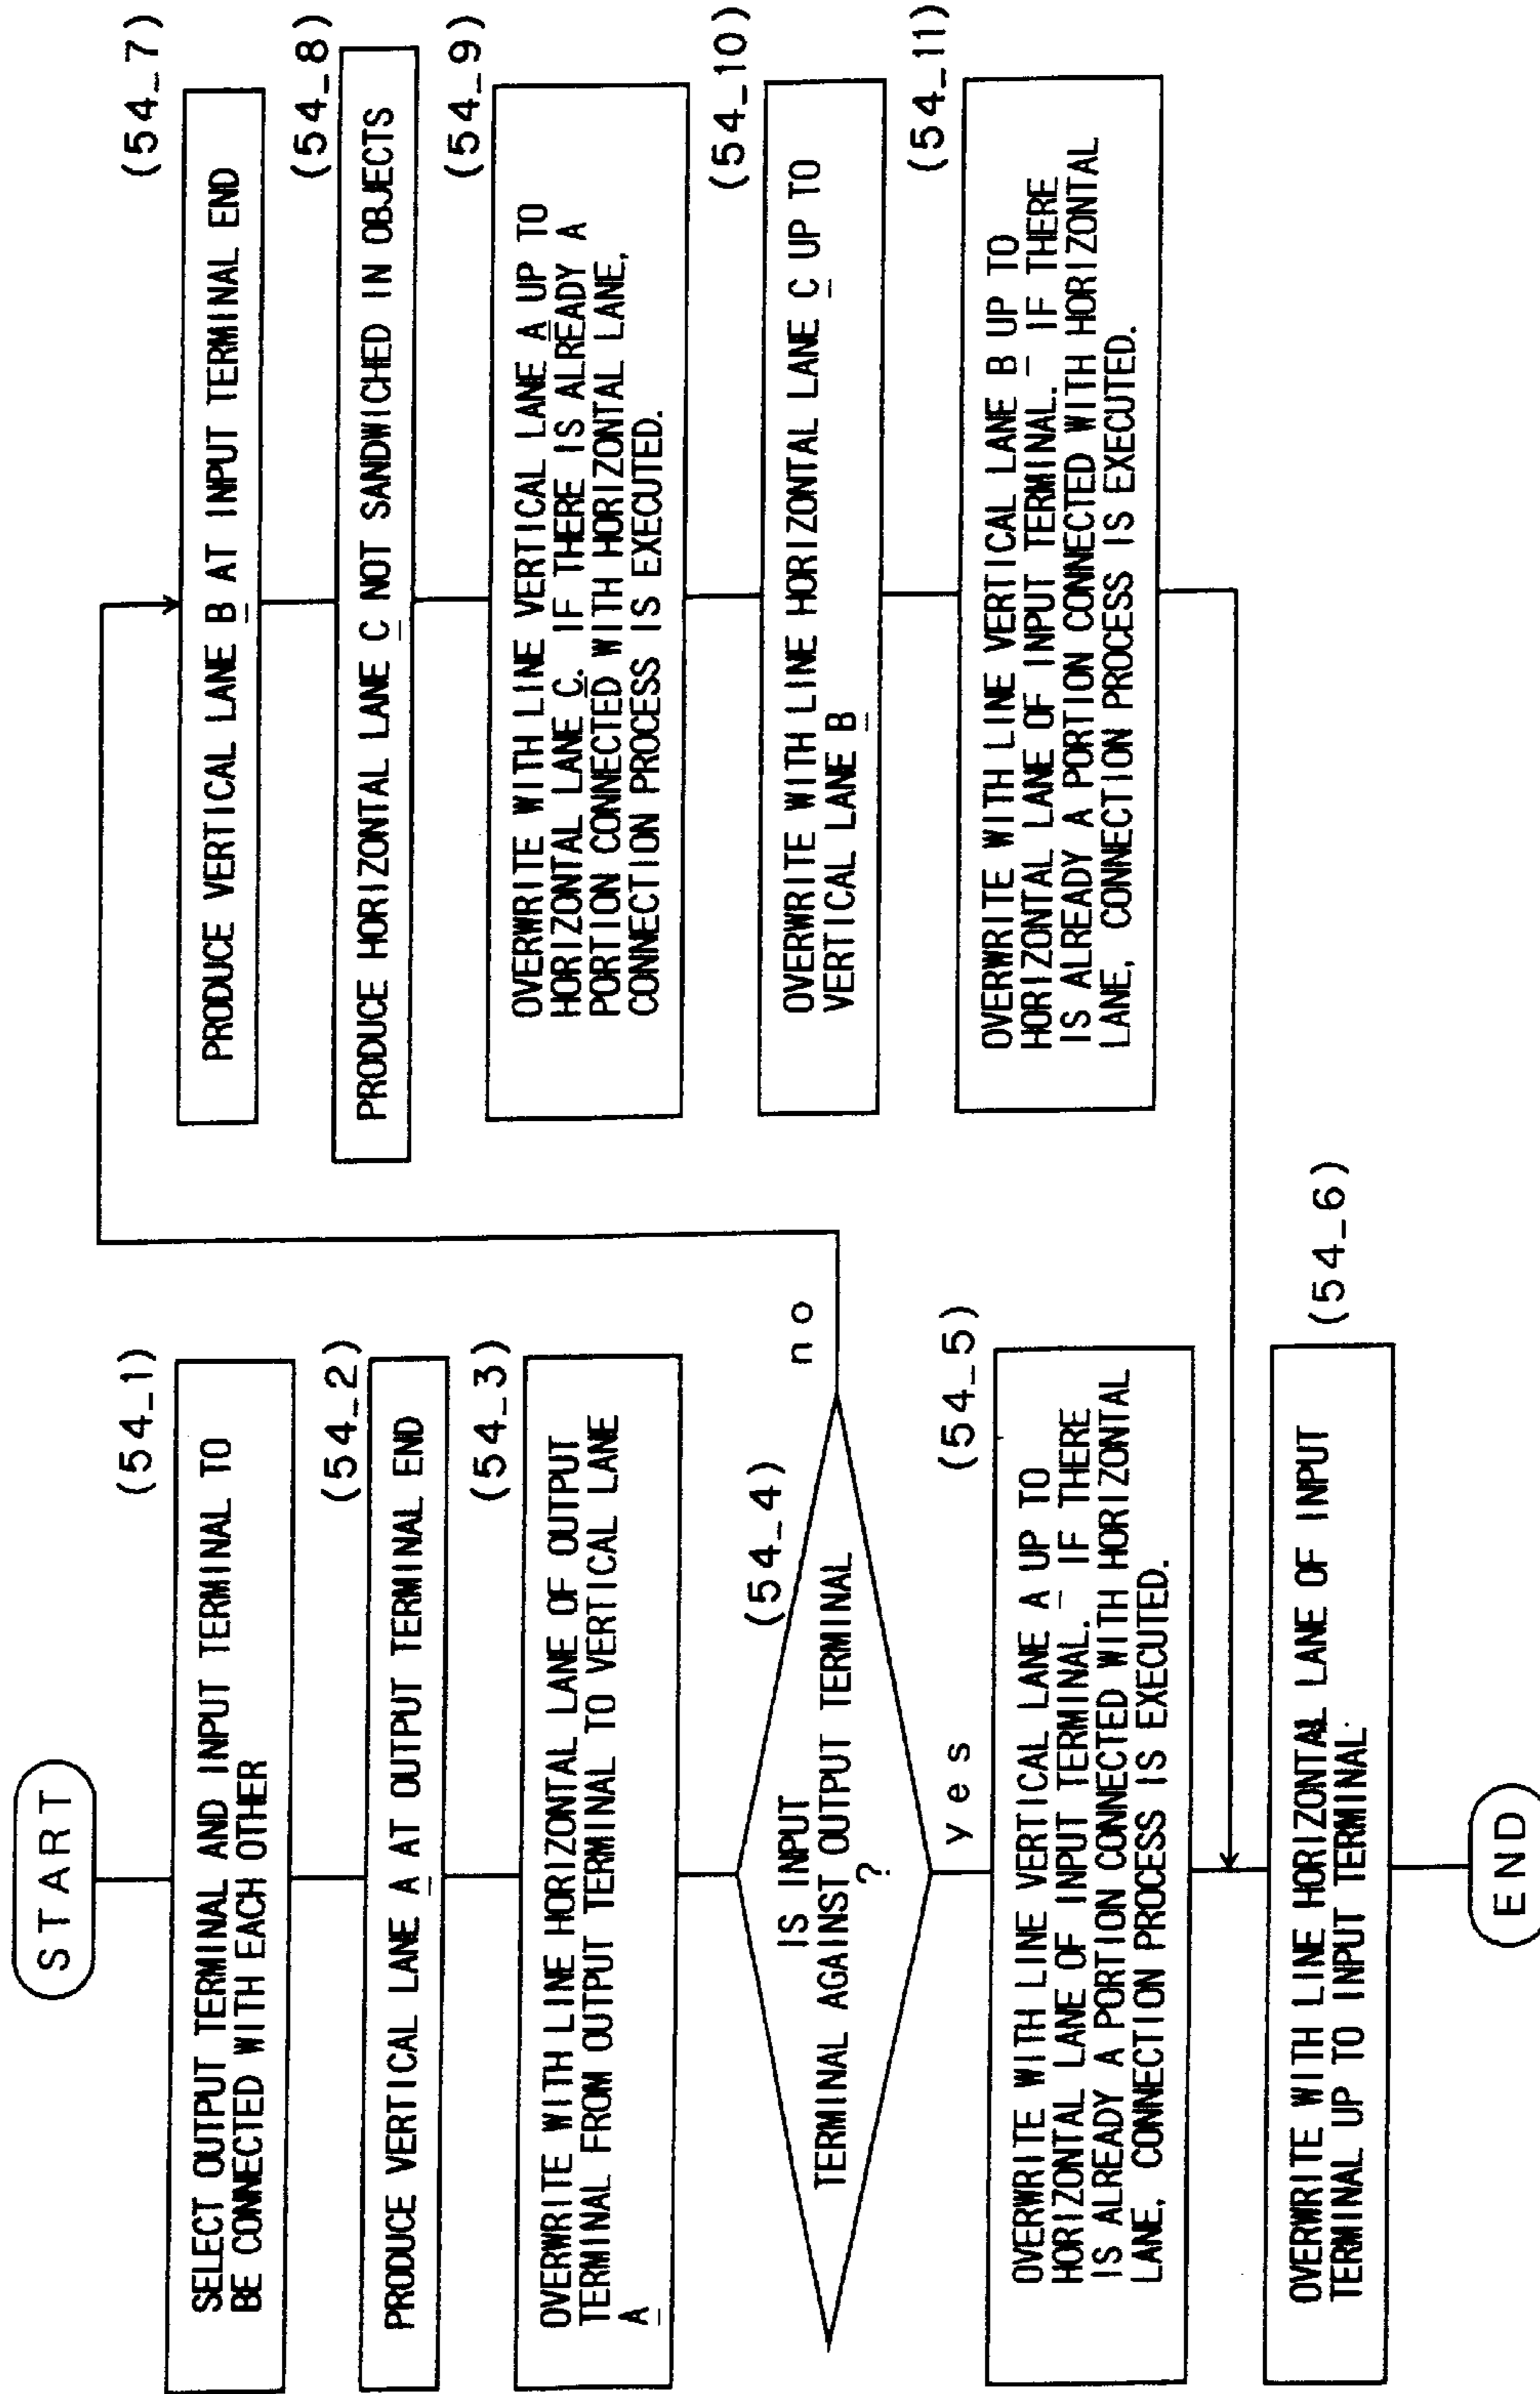 START
(54_1)
SELECT OUTPUT TERMINAL AND INPUT TERMINAL TO
BE CONNECTED WITH EACH OTHER
(54_2)
PRODUCE VERTICAL LANE A AT OUTPUT TERMINAL END
(54_3)
OVERWRITE WITH LINE HORIZONTAL LANE OF OUTPUT
TERMINAL FROM OUTPUT TERMINAL TO VERTICAL LANE
A
(54_4)
IS INPUT
TERMINAL AGAINST OUTPUT TERMINAL
?
no
yes
(54_5)
OVERWRITE WITH LINE VERTICAL LANE A UP TO
HORIZONTAL LANE OF INPUT TERMINAL. IF THERE
IS ALREADY A PORTION CONNECTED WITH HORIZONTAL
LANE, CONNECTION PROCESS IS EXECUTED.
(54_6)
OVERWRITE WITH LINE HORIZONTAL LANE OF INPUT
TERMINAL UP TO INPUT TERMINAL
END
(54_7)
PRODUCE VERTICAL LANE B AT INPUT TERMINAL END
(54_8)
PRODUCE HORIZONTAL LANE C NOT SANDWICHED IN OBJECTS
(54_9)
OVERWRITE WITH LINE VERTICAL LANE A UP TO
HORIZONTAL LANE C. IF THERE IS ALREADY A
PORTION CONNECTED WITH HORIZONTAL LANE,
CONNECTION PROCESS IS EXECUTED.
(54_10)
OVERWRITE WITH LINE HORIZONTAL LANE C UP TO
VERTICAL LANE B
(54_11)
OVERWRITE WITH LINE VERTICAL LANE B UP TO
HORIZONTAL LANE OF INPUT TERMINAL. IF THERE
IS ALREADY A PORTION CONNECTED WITH HORIZONTAL
LANE, CONNECTION PROCESS IS EXECUTED.